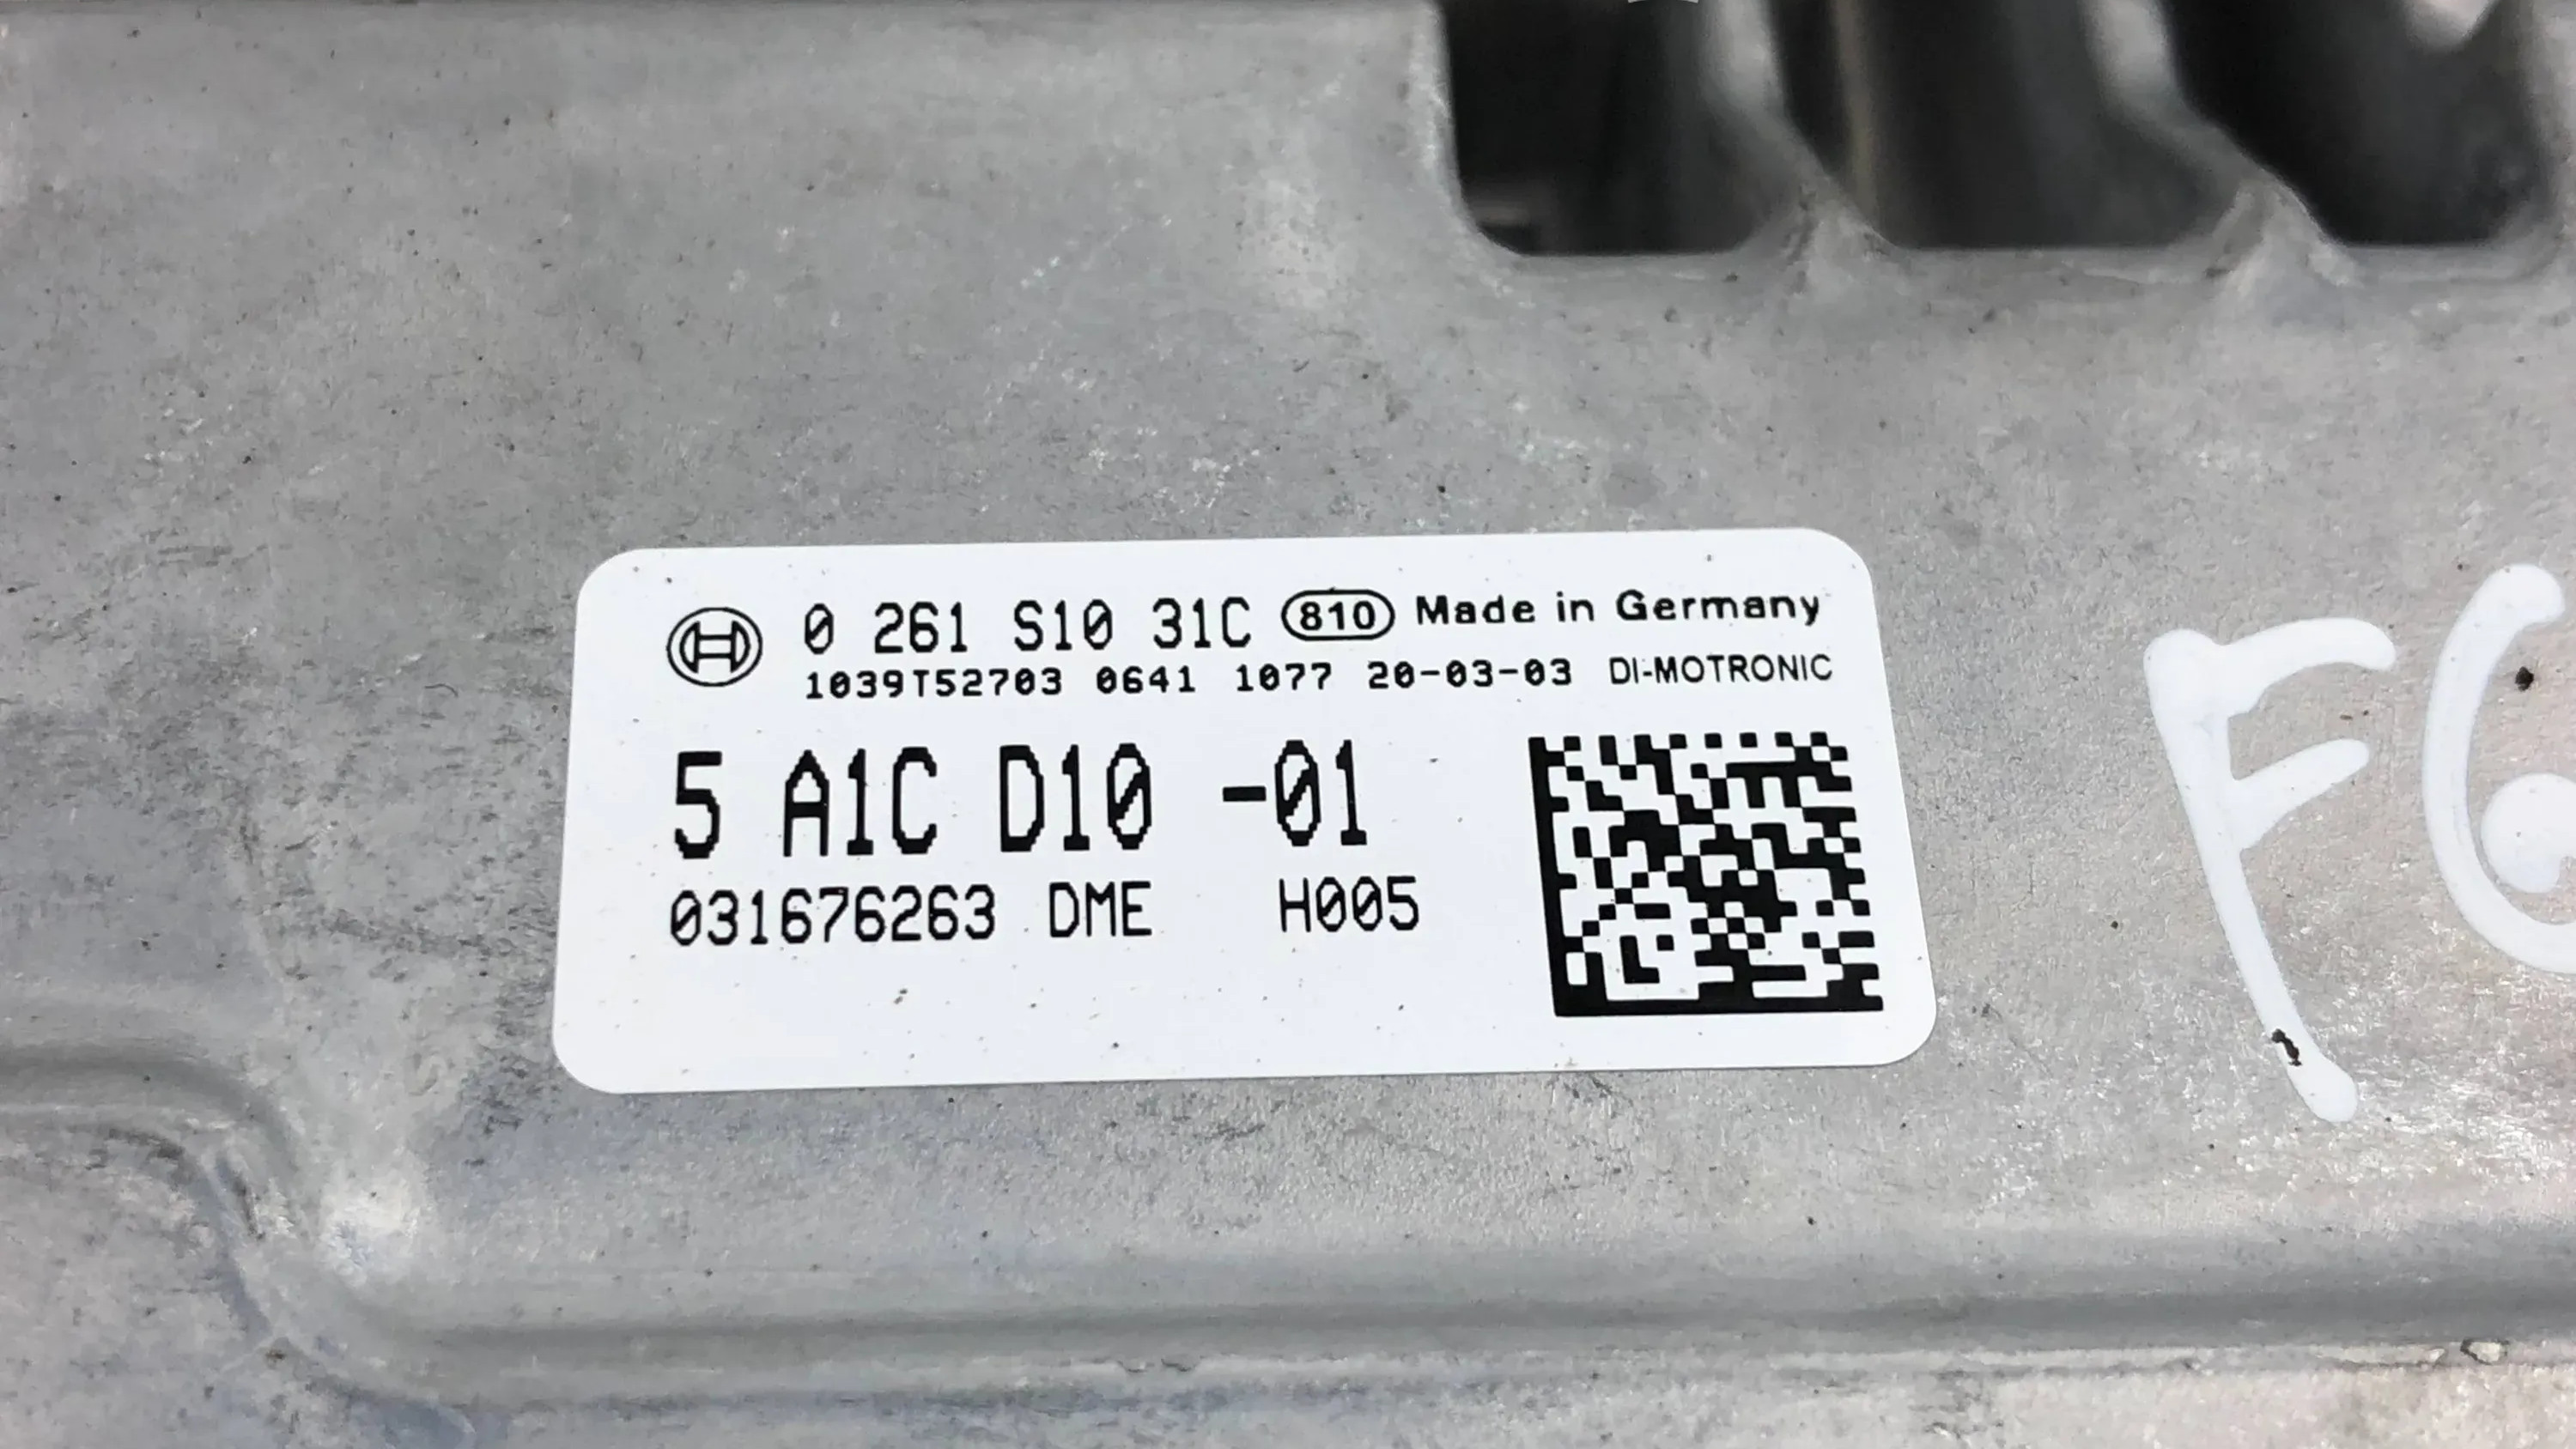 0 261 S10 31C 810 Made in Germany
1039T52703 0641 1077 20-03-03 DI-MOTRONIC
5 A1C D10 -01
031676263 DME H005
F6